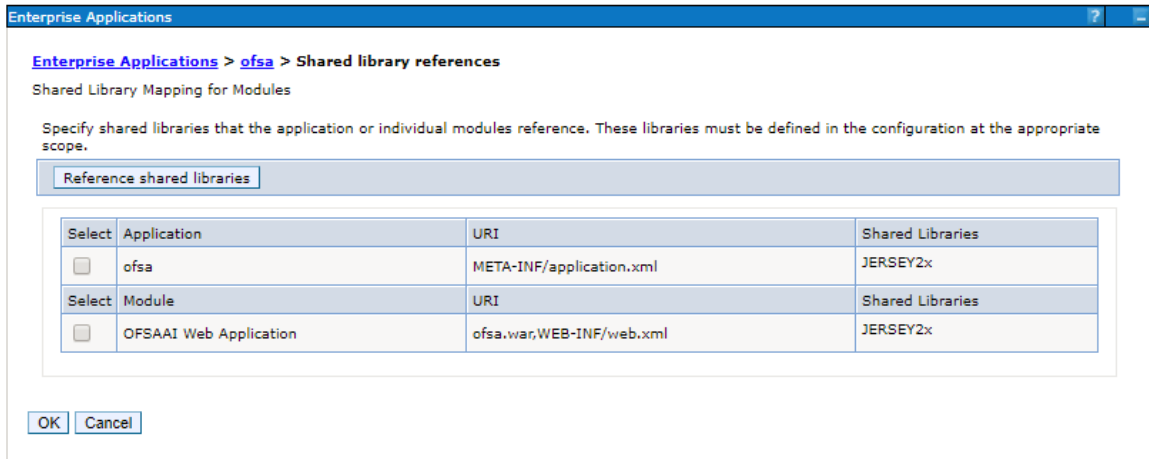 Enterprise Applications ? –
Enterprise Applications > ofsa > Shared library references
Shared Library Mapping for Modules
Specify shared libraries that the application or individual modules reference. These libraries must be defined in the configuration at the appropriate
scope.
Reference shared libraries
Select Application URI Shared Libraries
ofsa META-INF/application.xml JERSEY2x
Select Module URI Shared Libraries
OFSAAI Web Application ofsa.war,WEB-INF/web.xml JERSEY2x
OK Cancel